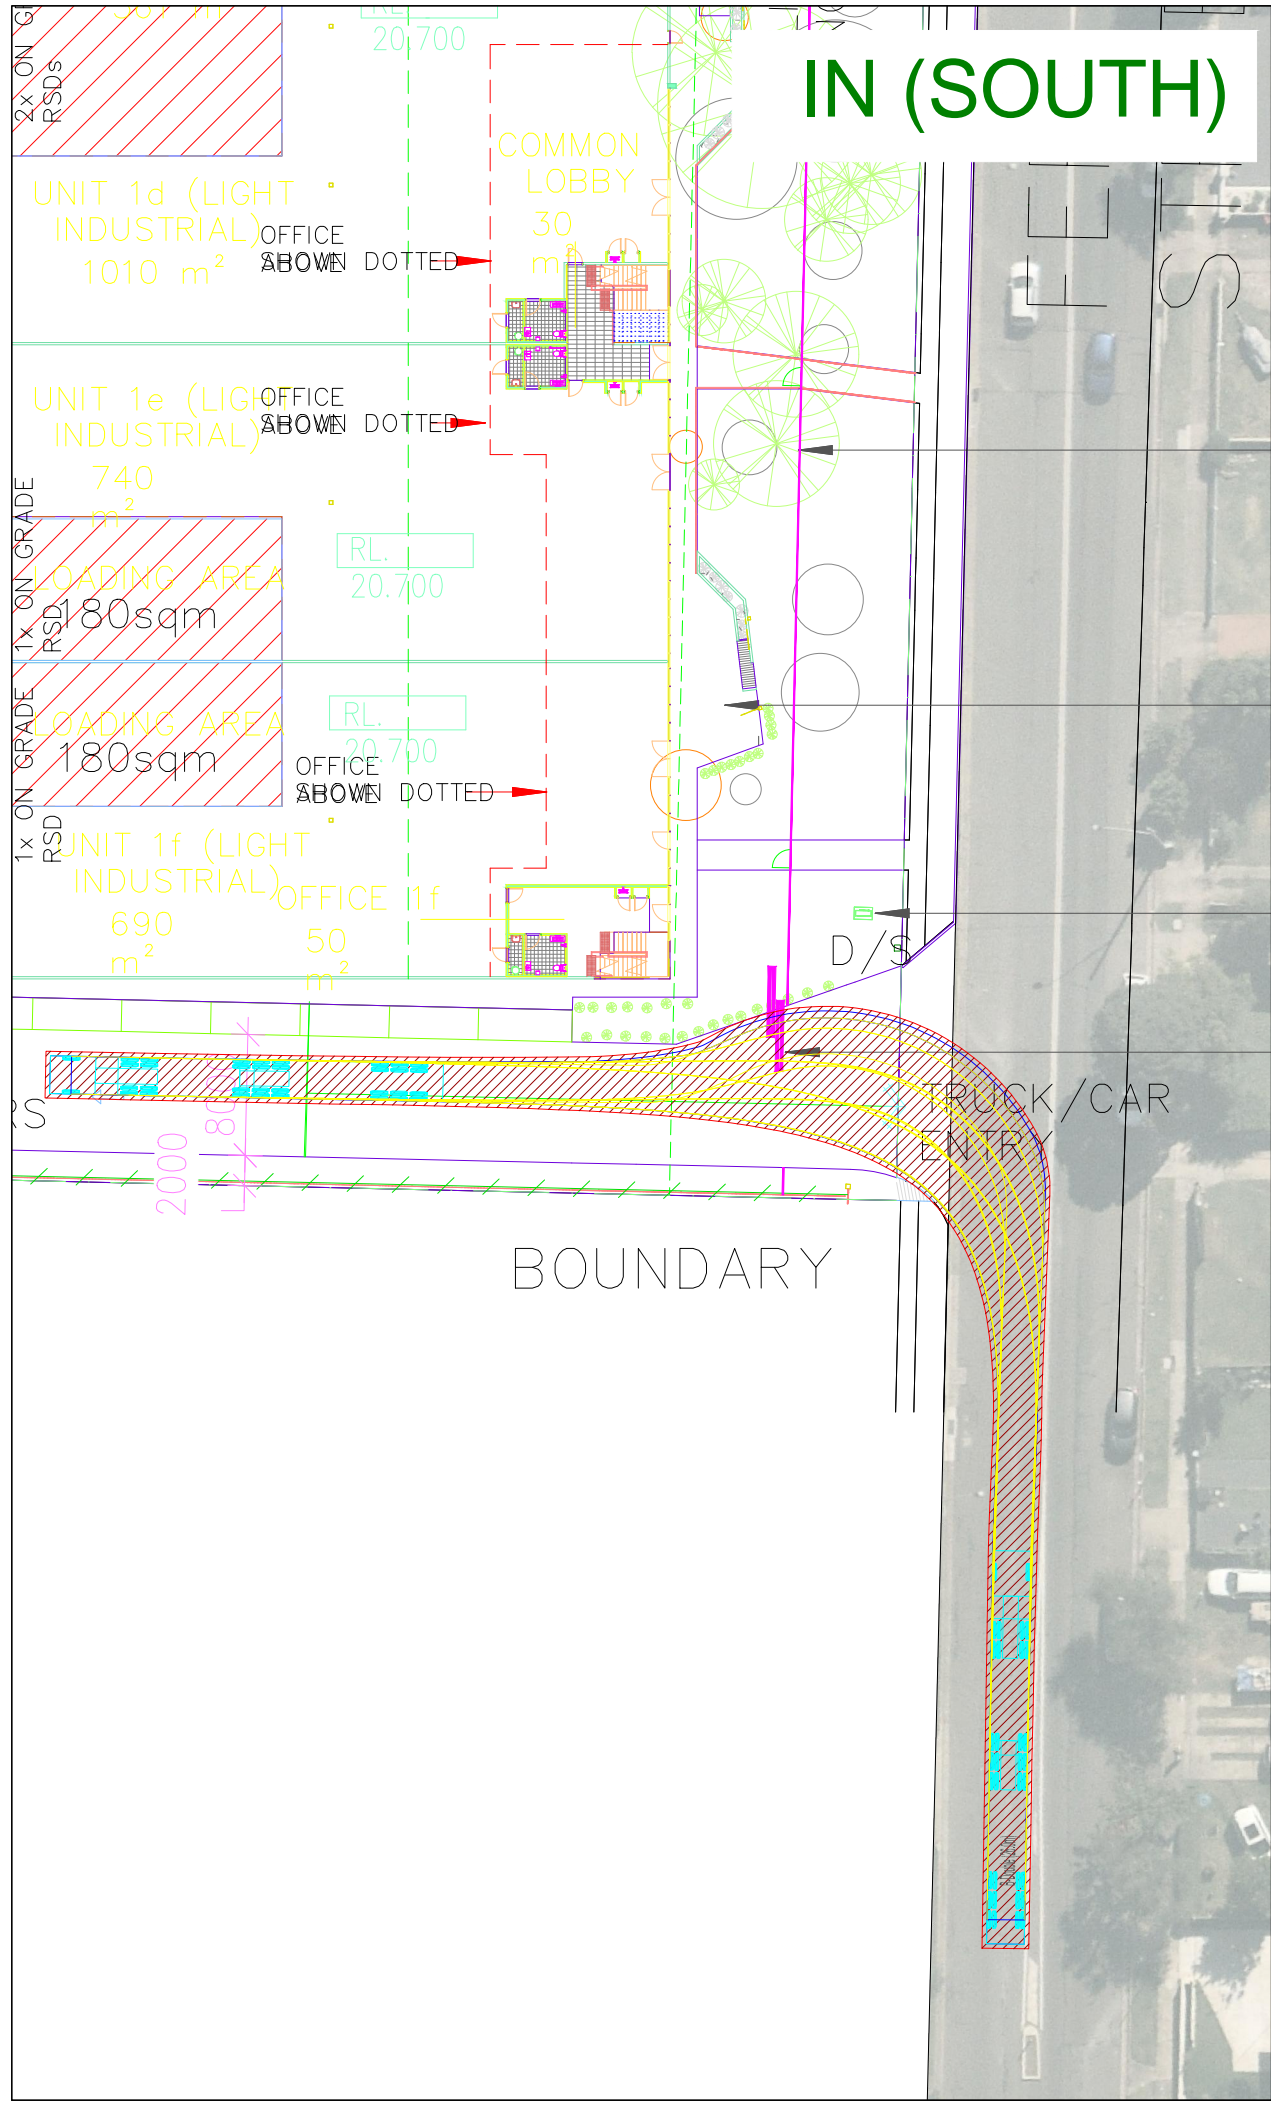 IN (SOUTH)
20.700
2x ON
RSDs
COMMON
LOBBY
30
m²
UNIT 1d (LIGHT
INDUSTRIAL)
1010 m²
OFFICE
ABOVE
SHOWN DOTTED
UNIT 1e (LIGHT
INDUSTRIAL)
740
m²
OFFICE
ABOVE
SHOWN DOTTED
1x ON GRADE
RSD
LOADING AREA
180sqm
RL.
20.700
1x ON GRADE
RSD
LOADING AREA
180sqm
RL.
20.700
OFFICE
ABOVE
SHOWN DOTTED
UNIT 1f (LIGHT
INDUSTRIAL)
690
m²
OFFICE 1f
50
m²
D/S
TRUCK/CAR
ENTRY
RS
2000
BOUNDARY